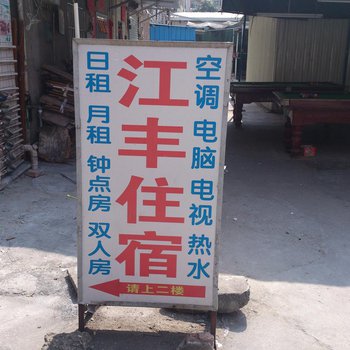 江丰住宿
日租 月租 钟点房 双人房
空调 电脑 电视 热水
请上二楼